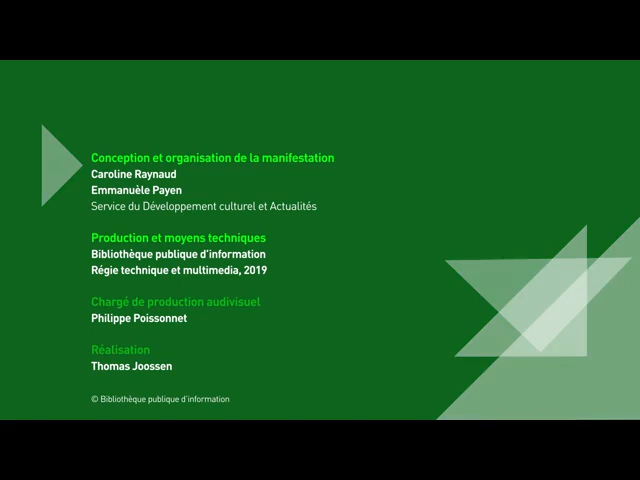 Conception et organisation de la manifestation
Caroline Raynaud
Emmanuèle Payen
Service du Développement culturel et Actualités
Production et moyens techniques
Bibliothèque publique d'information
Régie technique et multimedia, 2019
Chargé de production audivisuel
Philippe Poissonnet
Réalisation
Thomas Joossen
© Bibliothèque publique d'information